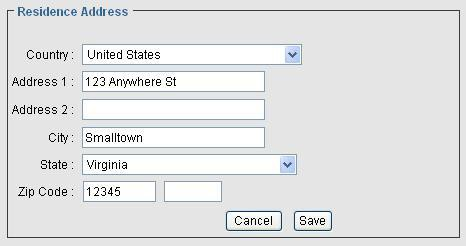 Residence Address
Country : United States
Address 1 : 123 Anywhere St
Address 2 :
City : Smalltown
State : Virginia
Zip Code : 12345
Cancel Save